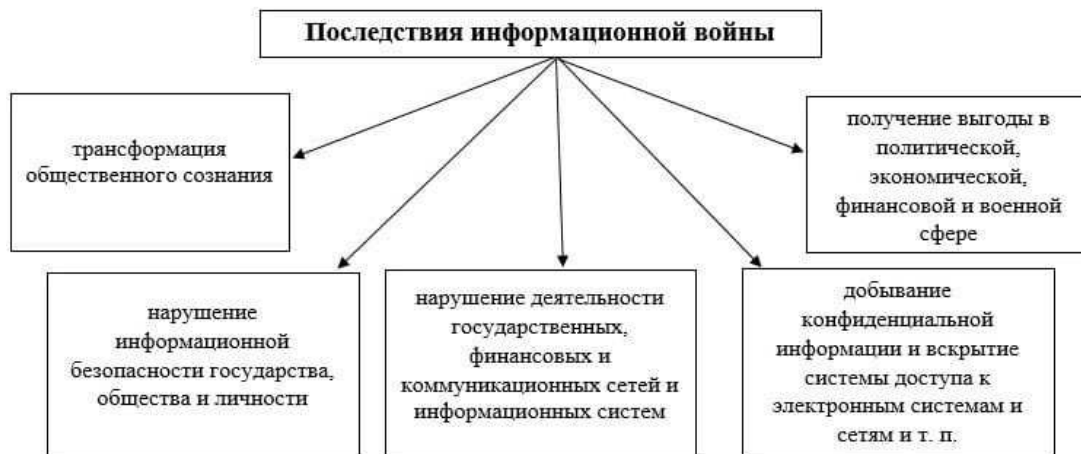 Последствия информационной войны
трансформация
общественного сознания
получение выгоды в
политической,
экономической,
финансовой и военной
сфере
нарушение
информационной
безопасности государства,
общества и личности
нарушение деятельности
государственных,
финансовых и
коммуникационных сетей и
информационных систем
добывание
конфиденциальной
информации и вскрытие
системы доступа к
электронным системам и
сетям и т. п.